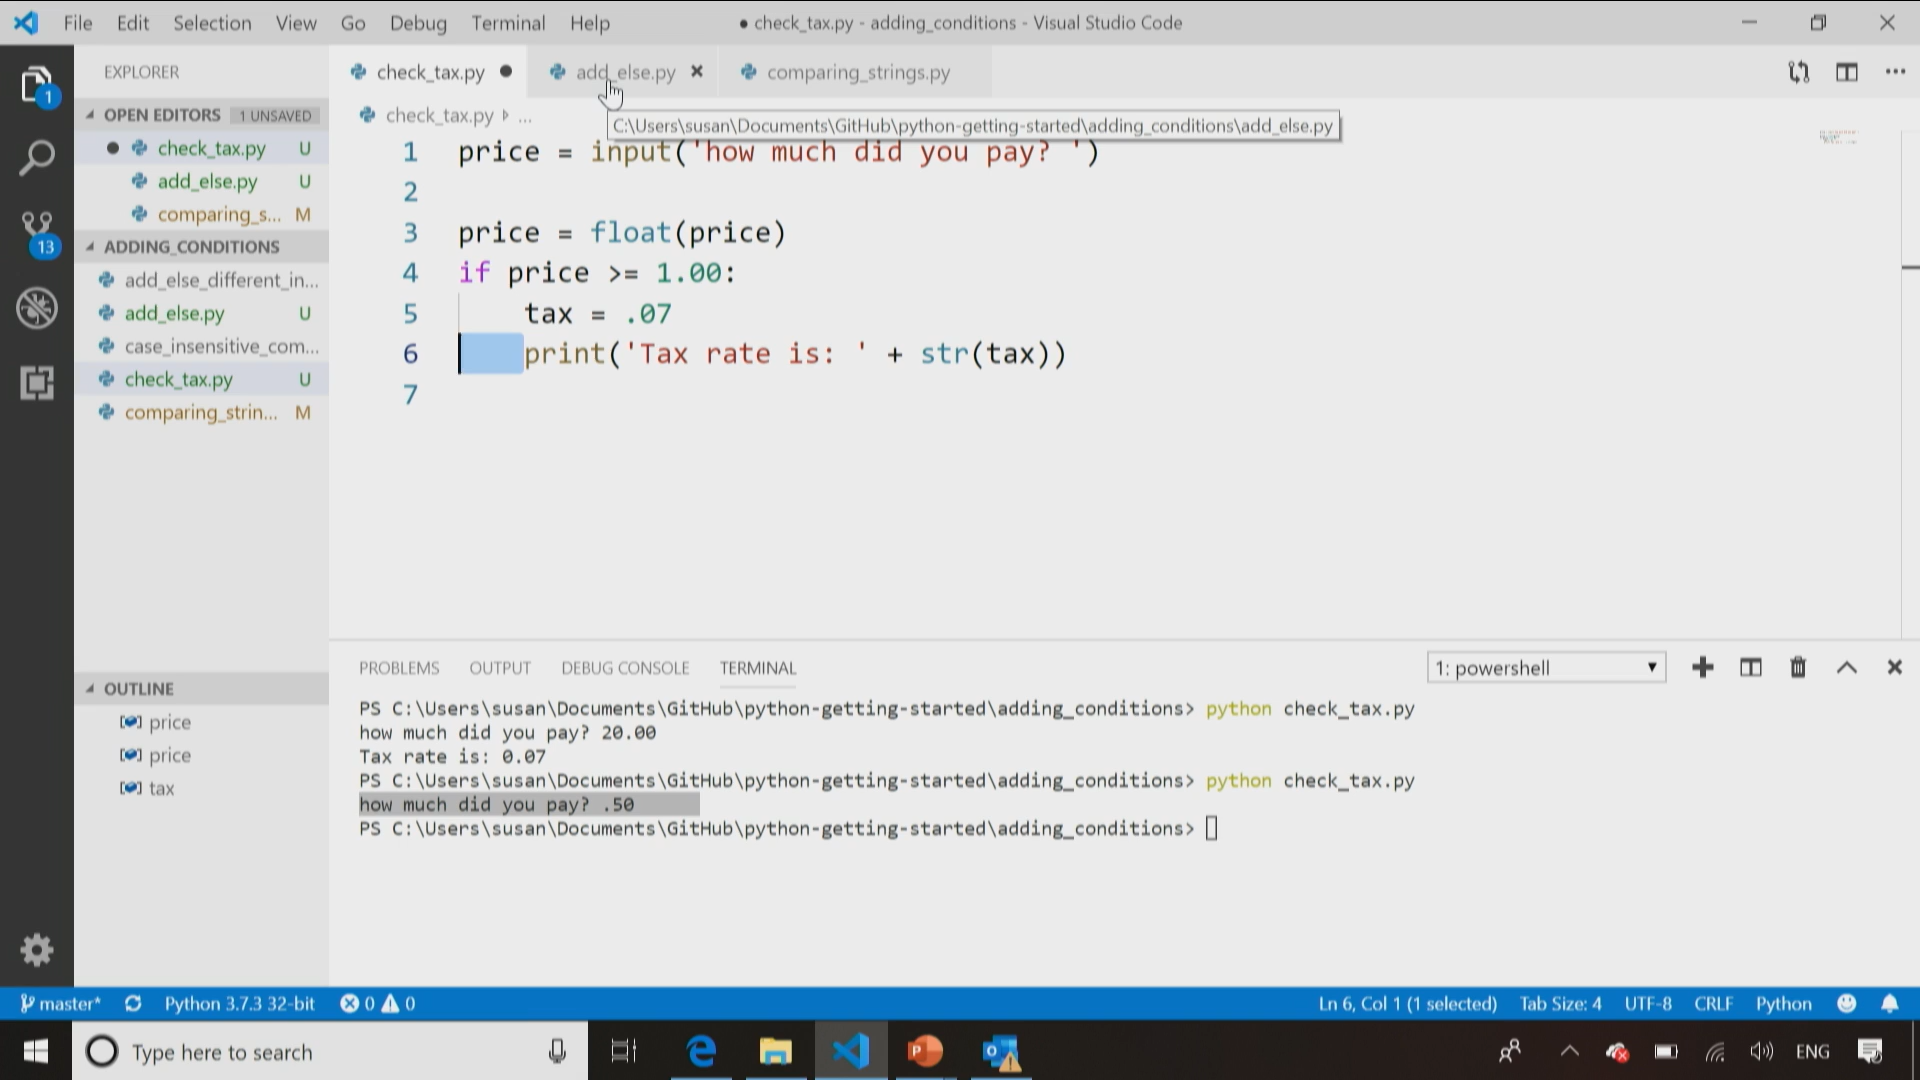 File Edit Selection View Go Debug Terminal Help
● check_tax.py - adding_conditions - Visual Studio Code
EXPLORER
check_tax.py ● add_else.py comparing_strings.py
OPEN EDITORS 1 UNSAVED
check_tax.py U
add_else.py U
comparing_s... M
ADDING_CONDITIONS
add_else_different_in...
add_else.py U
case_insensitive_com...
check_tax.py U
comparing_strin... M
OUTLINE
price
price
tax
1
13
check_tax.py ...
C:\Users\susan\Documents\GitHub\python-getting-started\adding_conditions\add_else.py
1 price = input('how much did you pay? ')
2
3 price = float(price)
4 if price >= 1.00:
5 tax = .07
6 print('Tax rate is: ' + str(tax))
7
PROBLEMS OUTPUT DEBUG CONSOLE TERMINAL
1: powershell
PS C:\Users\susan\Documents\GitHub\python-getting-started\adding_conditions> python check_tax.py
how much did you pay? 20.00
Tax rate is: 0.07
PS C:\Users\susan\Documents\GitHub\python-getting-started\adding_conditions> python check_tax.py
how much did you pay? .50
PS C:\Users\susan\Documents\GitHub\python-getting-started\adding_conditions>
master* Python 3.7.3 32-bit 0 0
Ln 6, Col 1 (1 selected) Tab Size: 4 UTF-8 CRLF Python
Type here to search
ENG